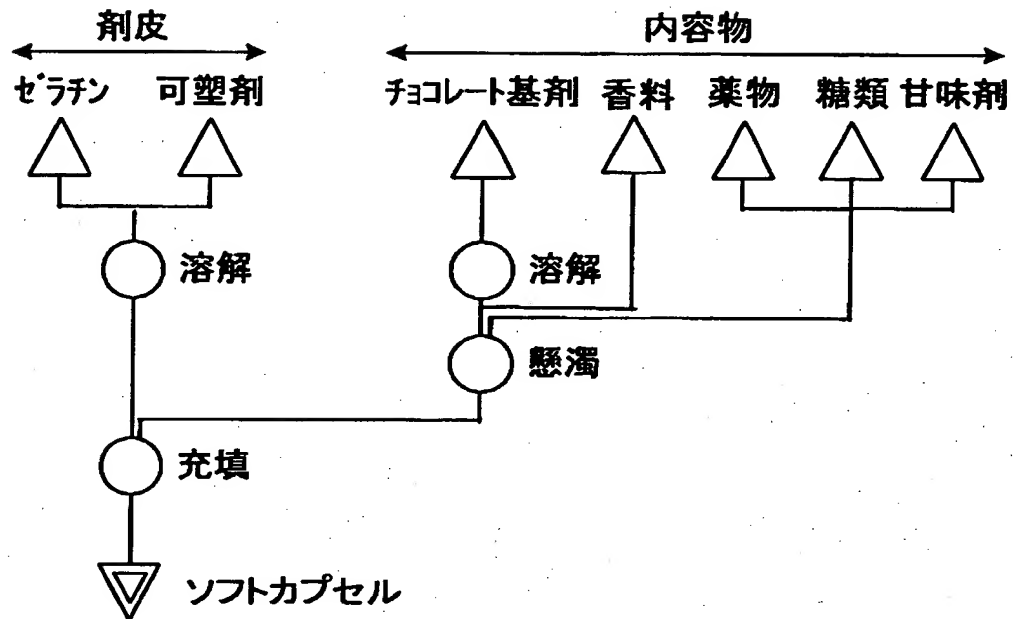 剤皮 内容物
ゼラチン 可塑剤 チョコレート基剤 香料 薬物 糖類 甘味剤
溶解 溶解
懸濁
充填
ソフトカプセル